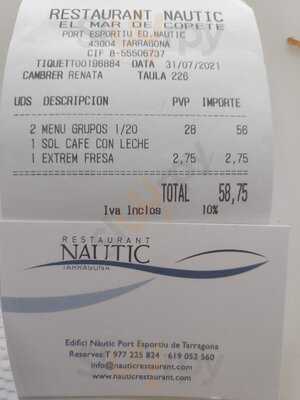 RESTAURANT NAUTIC
EL MAR DE COPETE
PORT ESPORTIU ED.NAUTIC
43004 TARRAGONA
CIF B-55506737
TIQUETT00198884 DATA 31/07/2021
CAMBRER RENATA TAULA 226
UDS DESCRIPCION PVP IMPORTE
2 MENU GRUPOS 1/20 28 56
1 SOL CAFE CON LECHE
1 EXTREM FRESA 2,75 2,75
TOTAL 58,75
Iva Inclos 10%
RESTAURANT
NÀUTIC
TARRAGONA
Edifici Nàutic Port Esportiu de Tarragona
Reserves: T 977 225 824 · 619 052 560
info@nauticrestaurant.com
www.nauticrestaurant.com